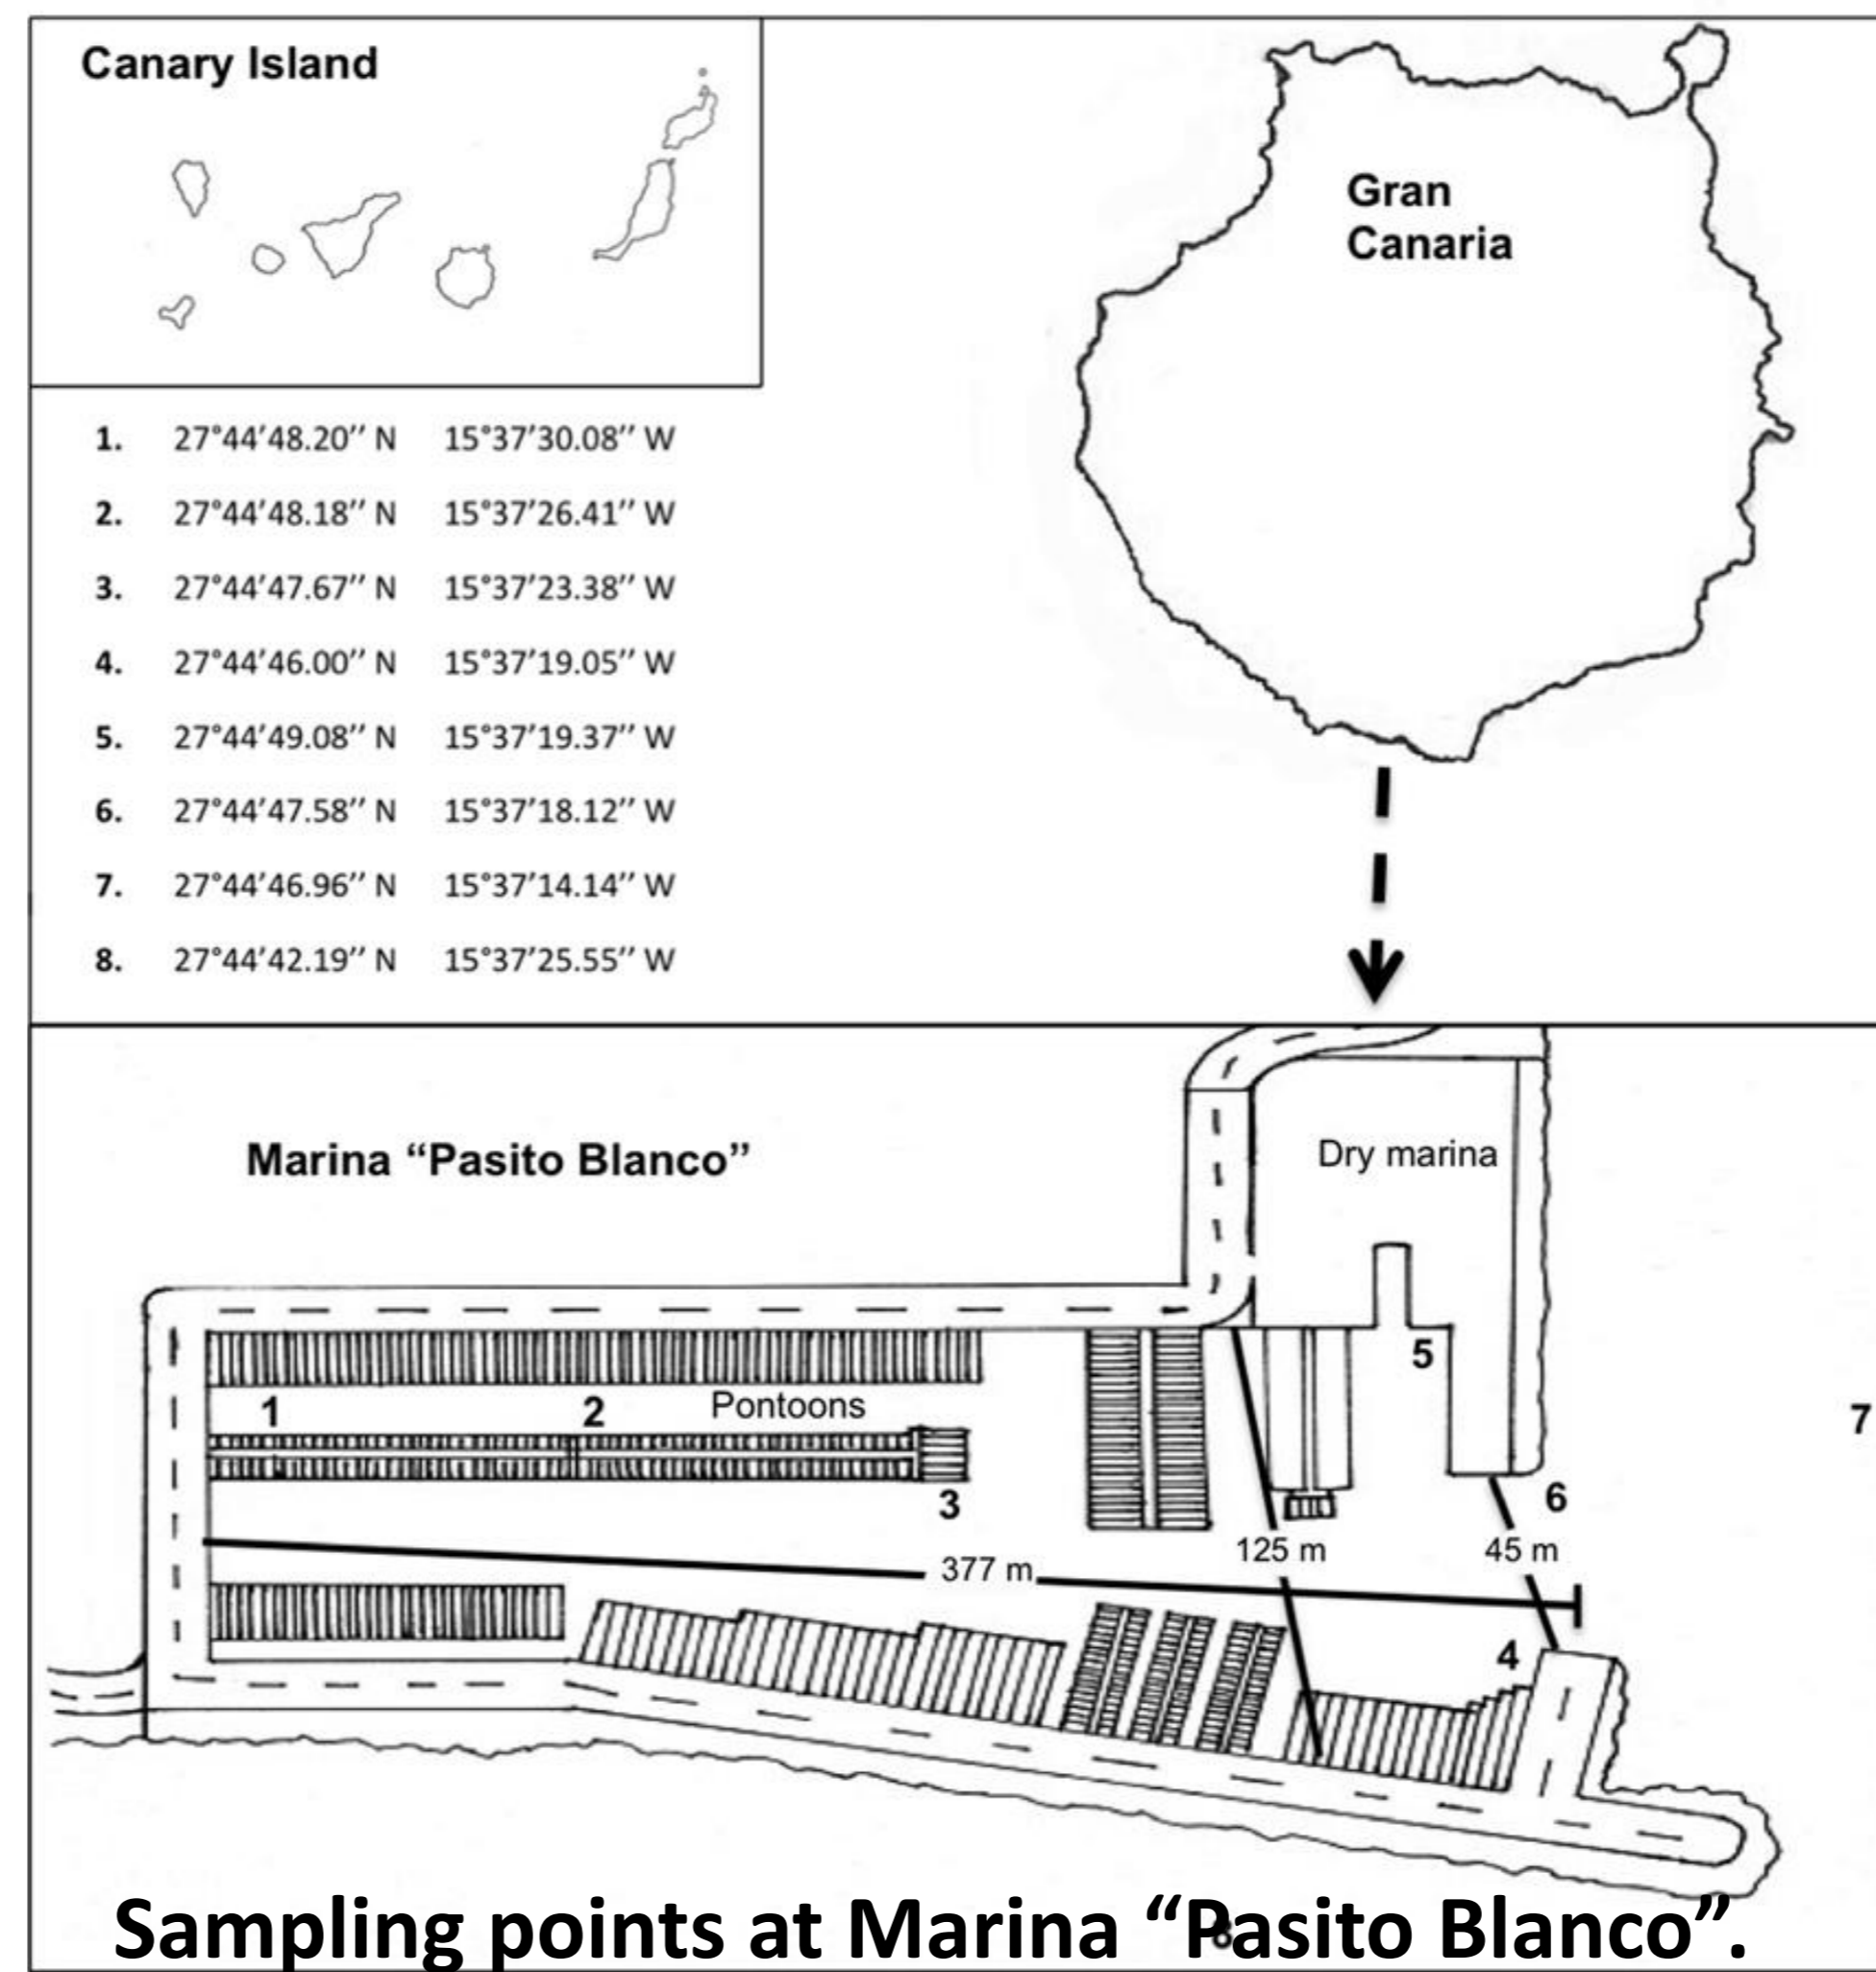 Canary Island
Gran
Canaria
1. 27°44'48.20'' N 15°37'30.08'' W
2. 27°44'48.18'' N 15°37'26.41'' W
3. 27°44'47.67'' N 15°37'23.38'' W
4. 27°44'46.00'' N 15°37'19.05'' W
5. 27°44'49.08'' N 15°37'19.37'' W
6. 27°44'47.58'' N 15°37'18.12'' W
7. 27°44'46.96'' N 15°37'14.14'' W
8. 27°44'42.19'' N 15°37'25.55'' W
Marina “Pasito Blanco”
Dry marina
5
1 2 Pontoons
7
3
6
125 m
45 m
377 m
4
8
Sampling points at Marina “Pasito Blanco”.